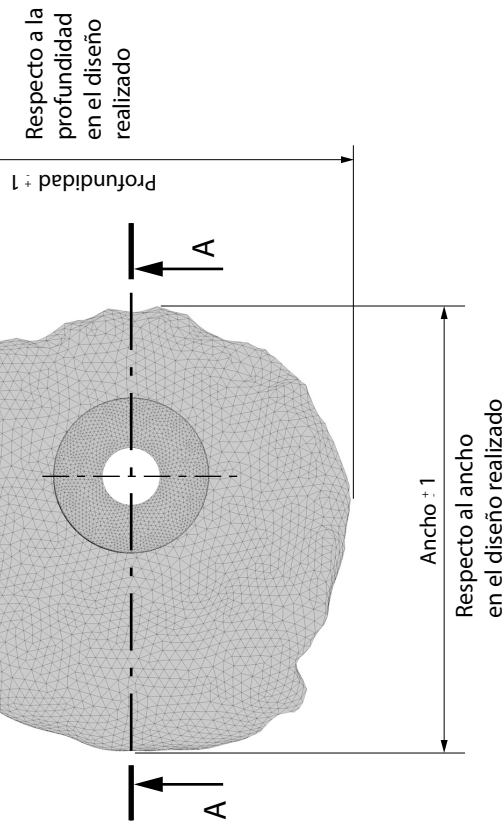 Respecto a la
profundidad
en el diseño
realizado
Profundidad ± 1
A
A
Ancho ± 1
Respecto al ancho
en el diseño realizado